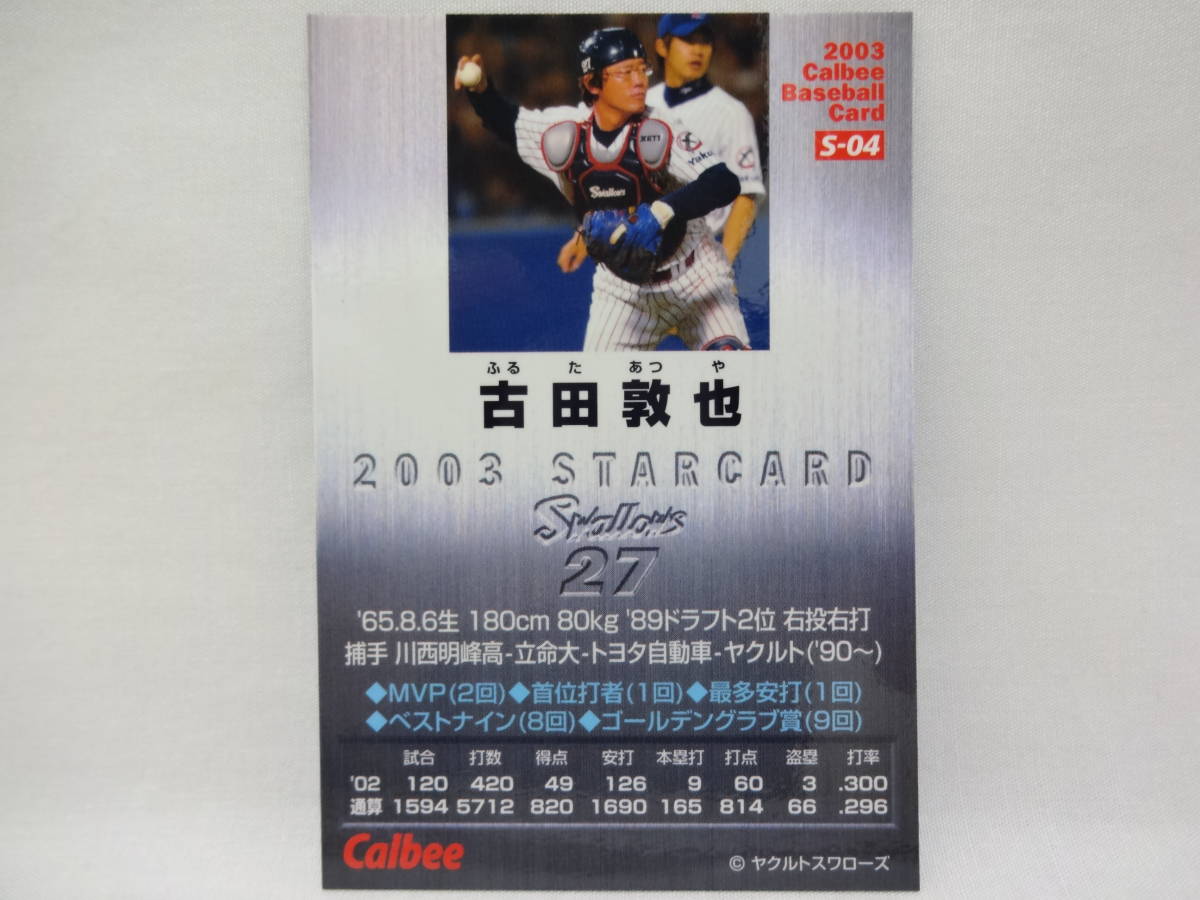 2003
Calbee
Baseball
Card
S-04
ZETT
Swallows
Yaku
ふる た あつ や
古田敦也
2003 STARCARD
Swallows
27
'65.8.6生 180cm 80kg '89ドラフト2位 右投右打
捕手 川西明峰高-立命大-トヨタ自動車-ヤクルト('90～)
◆MVP(2回)◆首位打者(1回)◆最多安打(1回)
◆ベストナイン(8回)◆ゴールデングラブ賞(9回)
試合 打数 得点 安打 本塁打 打点 盗塁 打率
'02 120 420 49 126 9 60 3 .300
通算 1594 5712 820 1690 165 814 66 .296
Calbee
© ヤクルトスワローズ